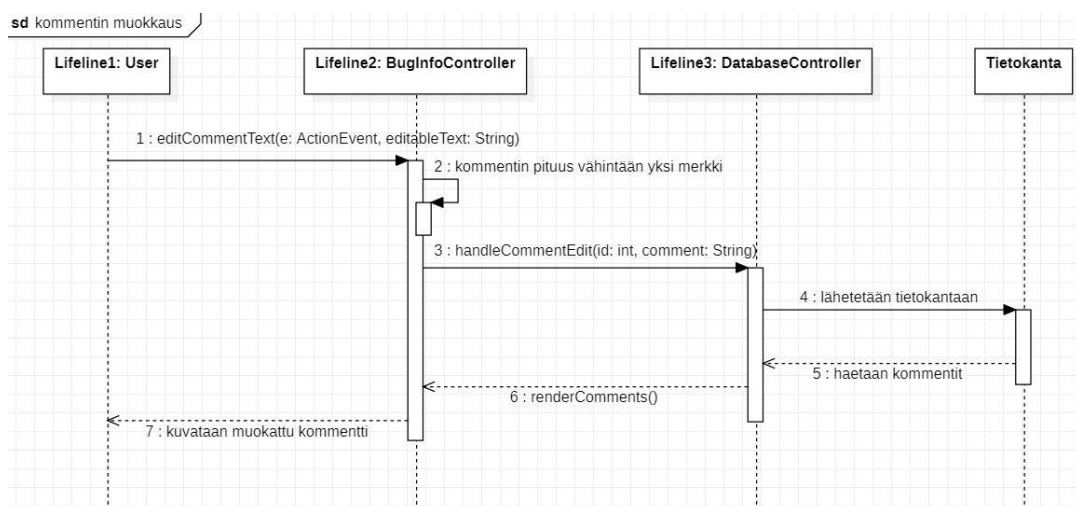 sd kommentin muokkaus
Lifeline1: User
Lifeline2: BugInfoController
Lifeline3: DatabaseController
Tietokanta
1 : editCommentText(e: ActionEvent, editableText: String)
2 : kommentin pituus vähintään yksi merkki
3 : handleCommentEdit(id: int, comment: String)
4 : lähetetään tietokantaan
5 : haetaan kommentit
6 : renderComments()
7 : kuvataan muokattu kommentti